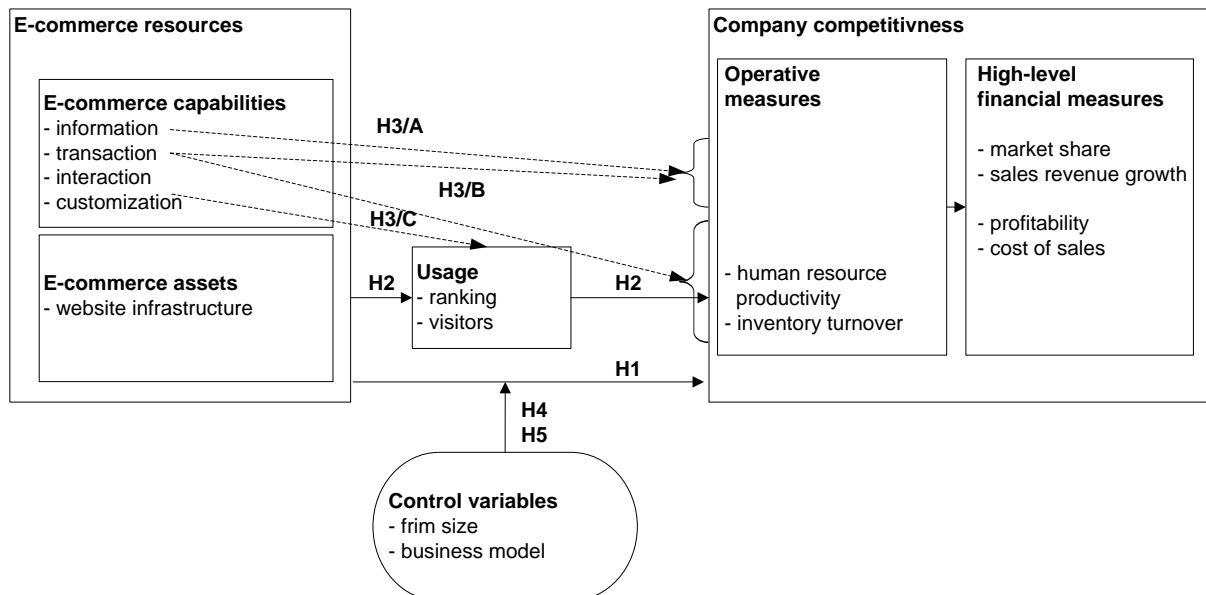 E-commerce resources
E-commerce capabilities
- information
- transaction
- interaction
- customization
E-commerce assets
- website infrastructure
H3/A
H3/B
H3/C
H2
Usage
- ranking
- visitors
H2
H1
H4
H5
Control variables
- frim size
- business model
Company competitivness
Operative
measures
- human resource
productivity
- inventory turnover
High-level
financial measures
- market share
- sales revenue growth
- profitability
- cost of sales